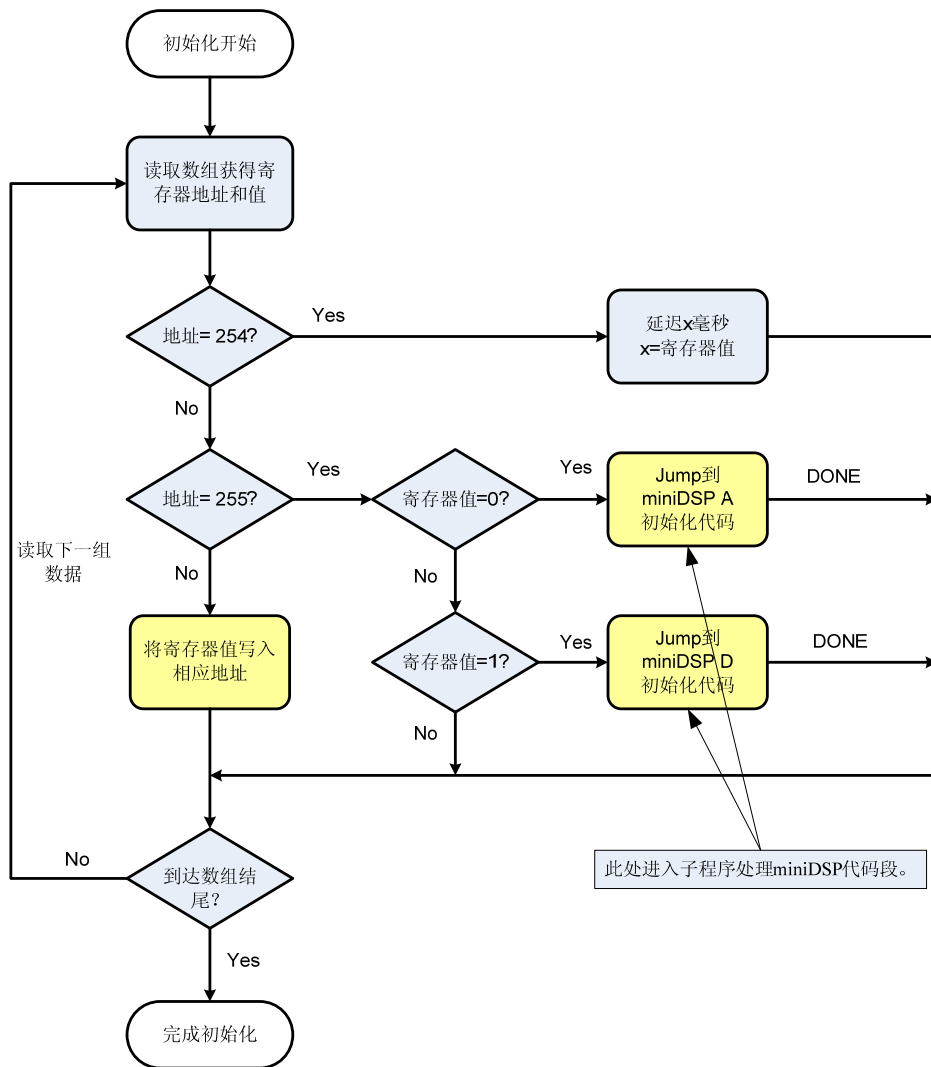 初始化开始
读取数组获得寄
存器地址和值
地址= 254?
Yes
延迟x毫秒
x=寄存器值
No
地址= 255?
Yes
寄存器值=0?
Yes
Jump到
miniDSP A
初始化代码
DONE
读取下一组
数据
No
No
将寄存器值写入
相应地址
寄存器值=1?
Yes
Jump到
miniDSP D
初始化代码
DONE
No
No
到达数组结
尾?
此处进入子程序处理miniDSP代码段。
Yes
完成初始化